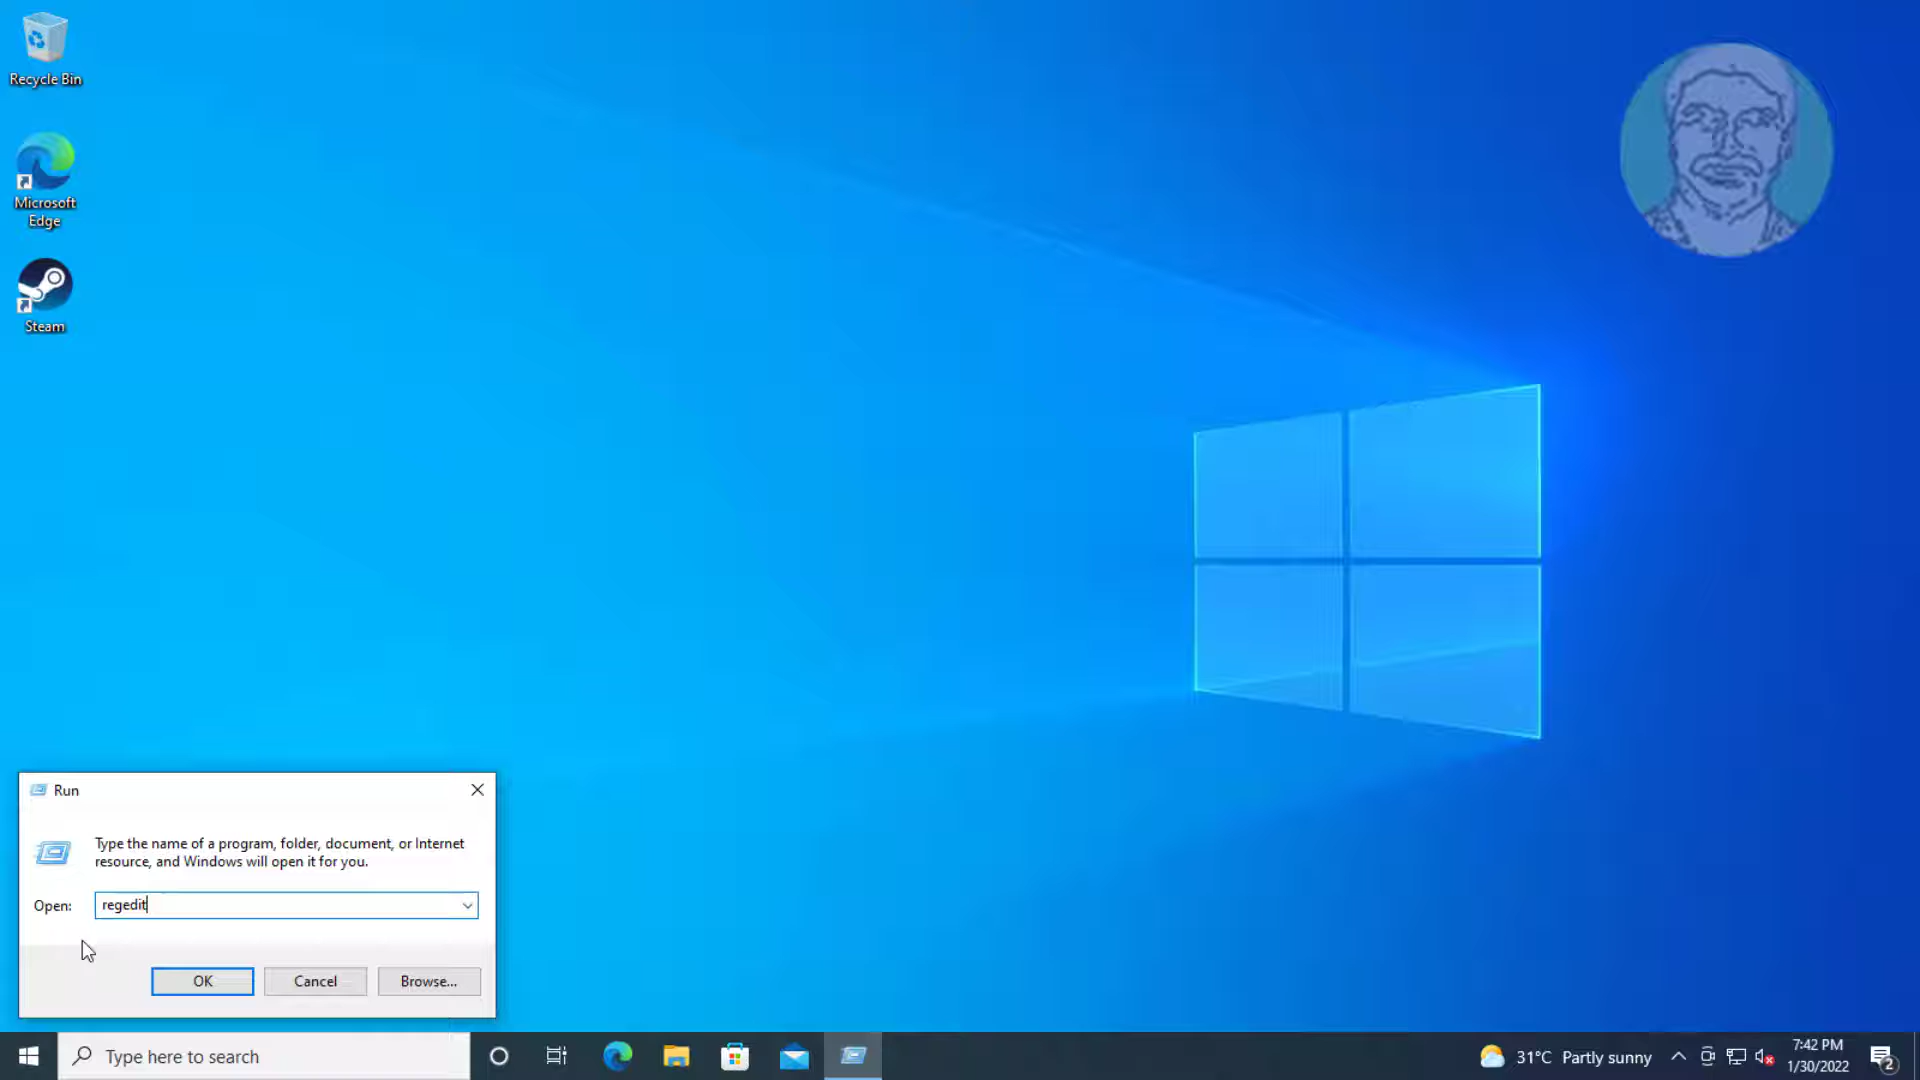 Recycle Bin
Microsoft
Edge
Steam
Run
Type the name of a program, folder, document, or Internet
resource, and Windows will open it for you.
Open:
regedit
OK
Cancel
Browse...
Type here to search
31°C Partly sunny
7:42 PM
1/30/2022
2